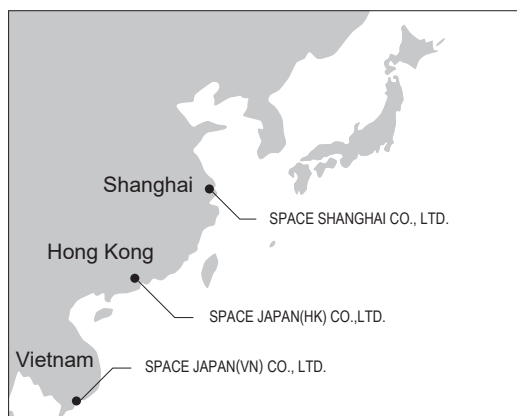 Shanghai
SPACE SHANGHAI CO., LTD.
Hong Kong
SPACE JAPAN(HK) CO.,LTD.
Vietnam
SPACE JAPAN(VN) CO., LTD.